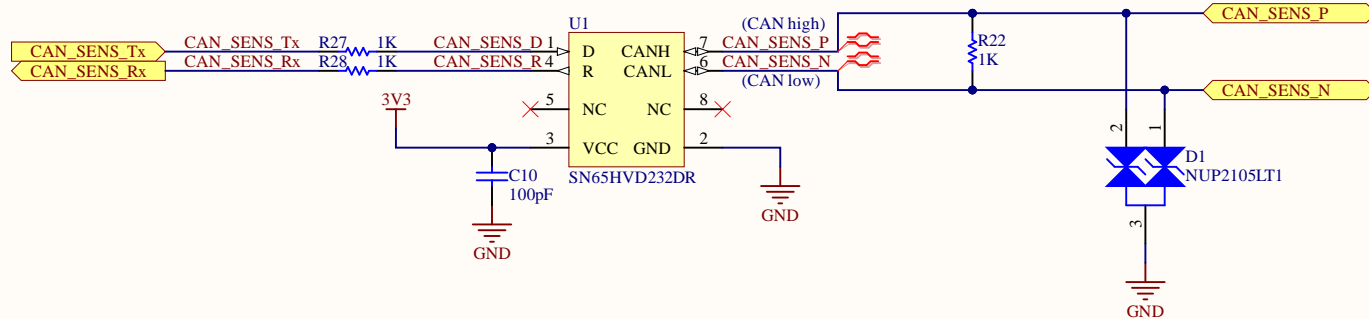 U1
(CAN high)
CAN_SENS_P
CAN_SENS_Tx
CAN_SENS_Tx
R27
1K
CAN_SENS_D
1
D
CANH
7
CAN_SENS_P
R22
1K
CAN_SENS_Rx
CAN_SENS_Rx
R28
1K
CAN_SENS_R
4
R
CANL
6
CAN_SENS_N
(CAN low)
CAN_SENS_N
3V3
5
NC
NC
8
2
1
3
VCC
GND
2
D1
NUP2105LT1
C10
100pF
SN65HVD232DR
GND
3
GND
GND